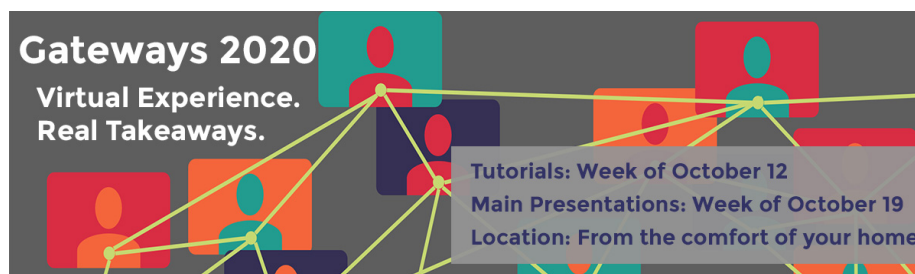 Gateways 2020
Virtual Experience.
Real Takeaways.
Tutorials: Week of October 12
Main Presentations: Week of October 19
Location: From the comfort of your home